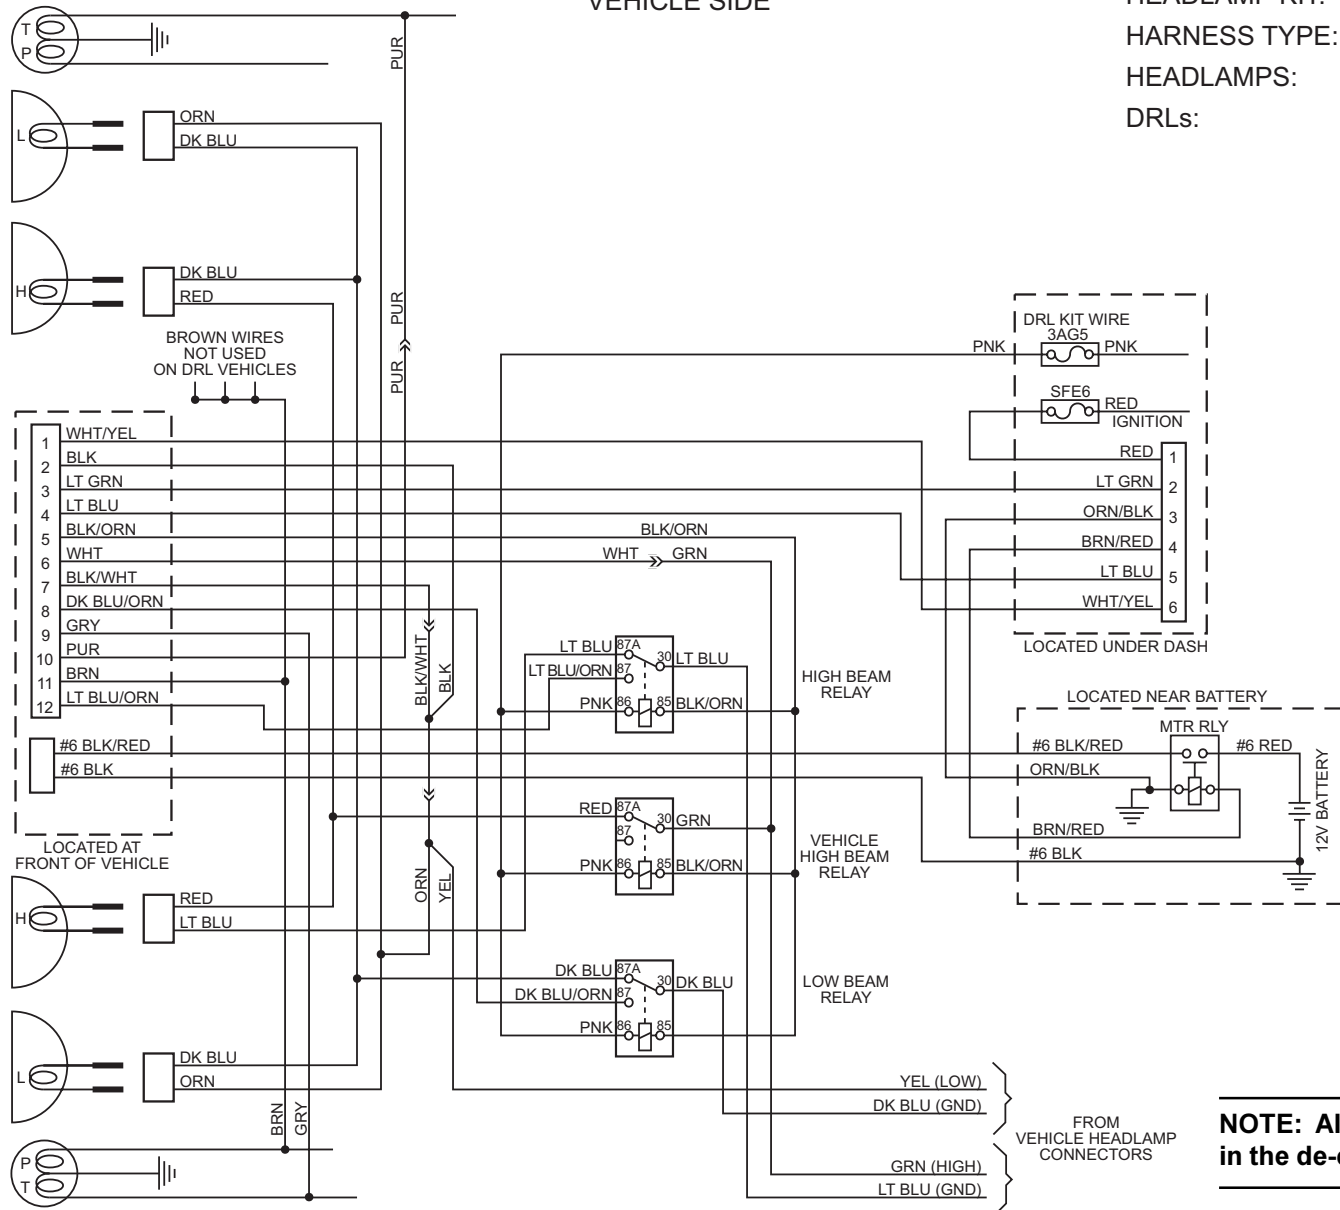 VEHICLE SIDE
HEADLAMP KIT:
HARNESS TYPE:
HEADLAMPS:
DRLs:
T
P
PUR
L
ORN
DK BLU
H
DK BLU
RED
PUR
PUR
BROWN WIRES
NOT USED
ON DRL VEHICLES
DRL KIT WIRE
3AG5
PNK
PNK
SFE6
RED
IGNITION
1 WHT/YEL
2 BLK
3 LT GRN
4 LT BLU
5 BLK/ORN
6 WHT
7 BLK/WHT
8 DK BLU/ORN
9 GRY
10 PUR
11 BRN
12 LT BLU/ORN
#6 BLK/RED
#6 BLK
LOCATED AT
FRONT OF VEHICLE
BLK/ORN
WHT
GRN
BLK/WHT
BLK
RED 1
LT GRN 2
ORN/BLK 3
BRN/RED 4
LT BLU 5
WHT/YEL 6
LOCATED UNDER DASH
LT BLU 87A
30 LT BLU
LT BLU/ORN 87
PNK 86
85 BLK/ORN
HIGH BEAM
RELAY
LOCATED NEAR BATTERY
MTR RLY
#6 BLK/RED
#6 RED
ORN/BLK
BRN/RED
#6 BLK
12V BATTERY
RED 87A
30 GRN
87
PNK 86
85 BLK/ORN
VEHICLE
HIGH BEAM
RELAY
ORN
YEL
H
RED
LT BLU
DK BLU 87A
30 DK BLU
DK BLU/ORN 87
PNK 86
85
LOW BEAM
RELAY
L
DK BLU
ORN
BRN
GRY
P
T
YEL (LOW)
DK BLU (GND)
GRN (HIGH)
LT BLU (GND)
FROM
VEHICLE HEADLAMP
CONNECTORS
NOTE: Al
in the de-